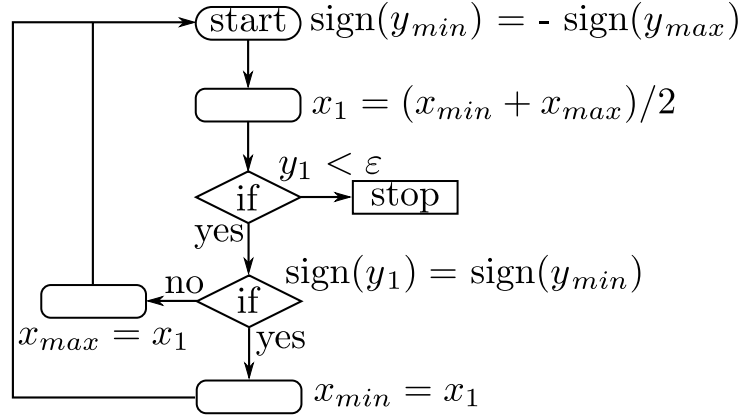 start sign(y_min) = - sign(y_max)
x_1 = (x_min + x_max)/2
y_1 < ε
if stop
yes
sign(y_1) = sign(y_min)
no if
x_max = x_1 yes
x_min = x_1